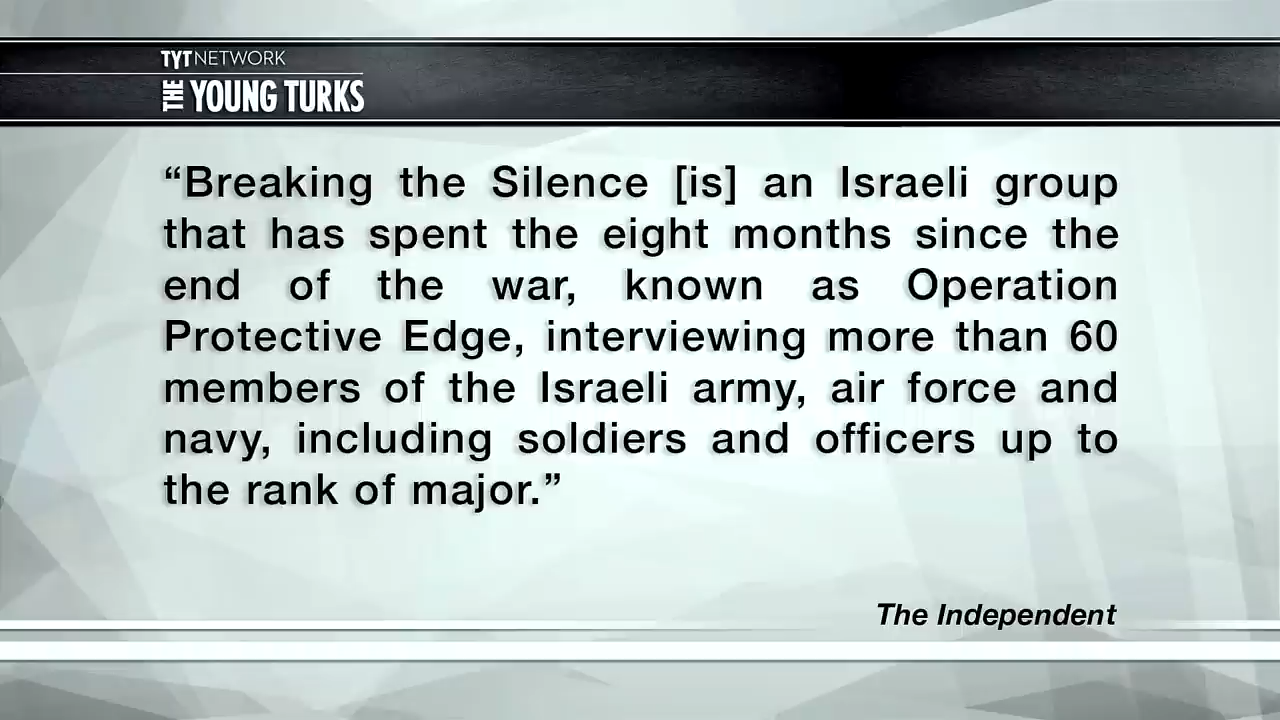 TYT NETWORK
THE YOUNG TURKS
“Breaking the Silence [is] an Israeli group
that has spent the eight months since the
end of the war, known as Operation
Protective Edge, interviewing more than 60
members of the Israeli army, air force and
navy, including soldiers and officers up to
the rank of major.”
The Independent